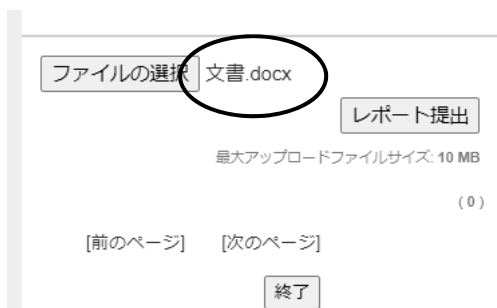 ファイルの選択 文書.docx
レポート提出
最大アップロードファイルサイズ: 10 MB
( 0 )
[前のページ] [次のページ]
終了